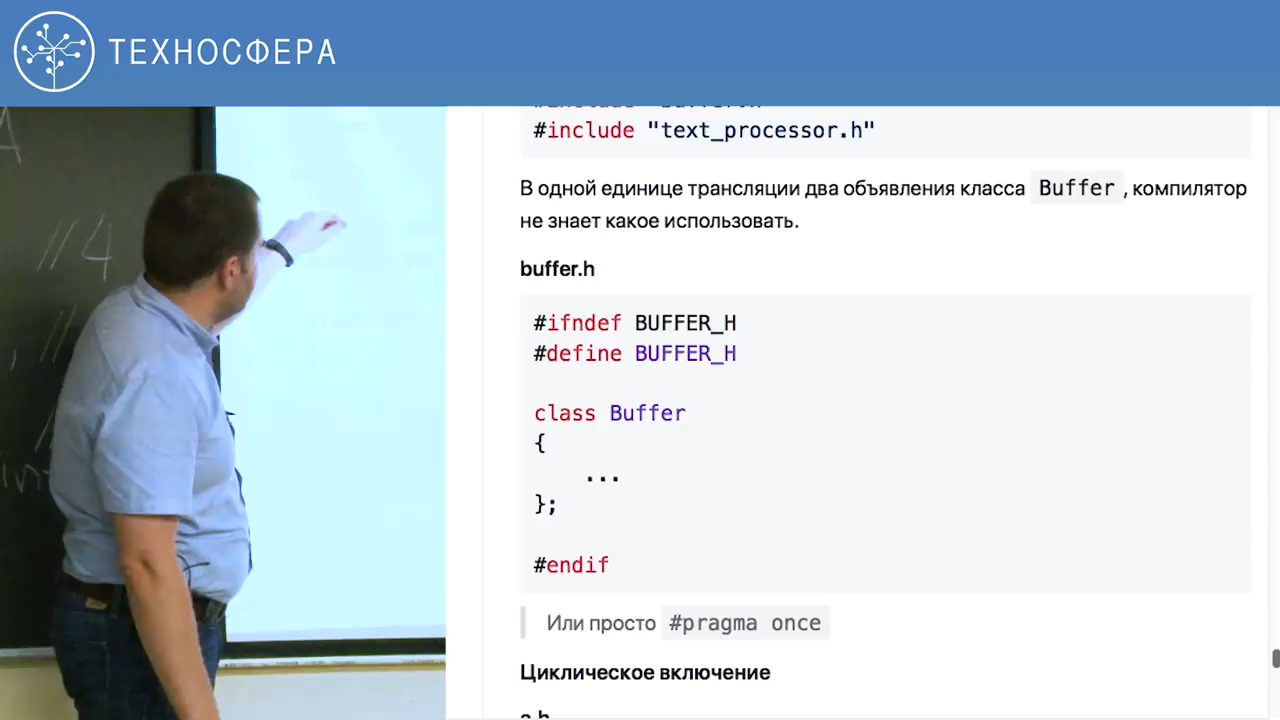 ТЕХНОСФЕРА
A
// 4
, //
#include "text_processor.h"
В одной единице трансляции два объявления класса Buffer , компилятор
не знает какое использовать.
buffer.h
#ifndef BUFFER_H
#define BUFFER_H
class Buffer
{
...
};
#endif
Или просто #pragma once
Циклическое включение